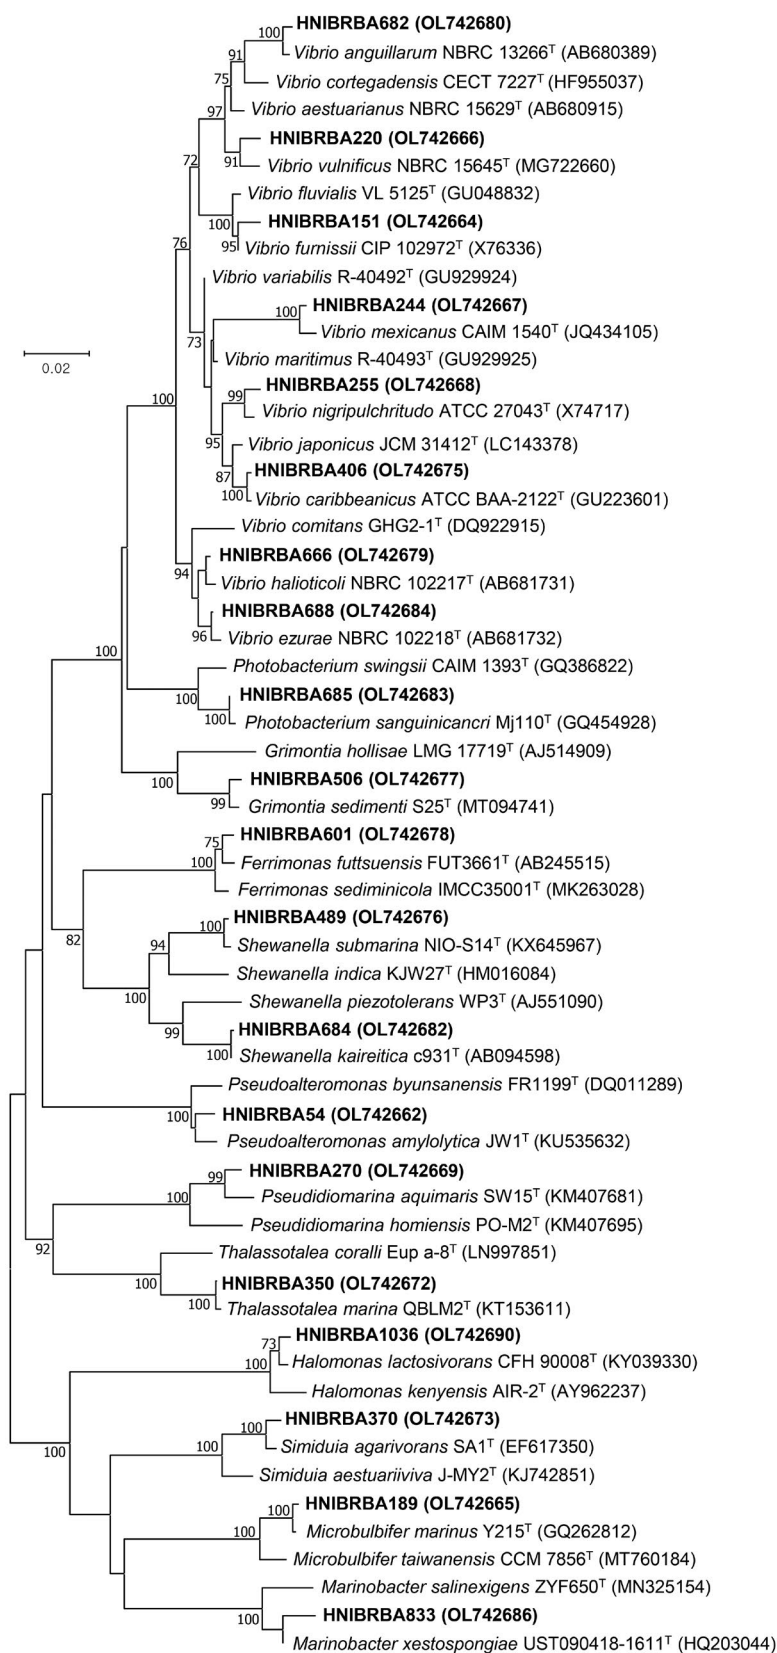 100
HNIBRBA682 (OL742680)
91
Vibrio anguillarum NBRC 13266ᵀ (AB680389)
75
Vibrio cortegadensis CECT 7227ᵀ (HF955037)
97
Vibrio aestuarianus NBRC 15629ᵀ (AB680915)
HNIBRBA220 (OL742666)
72
91
Vibrio vulnificus NBRC 15645ᵀ (MG722660)
Vibrio fluvialis VL 5125ᵀ (GU048832)
100
HNIBRBA151 (OL742664)
76
95
Vibrio furnissii CIP 102972ᵀ (X76336)
Vibrio variabilis R-40492ᵀ (GU929924)
100
HNIBRBA244 (OL742667)
73
Vibrio mexicanus CAIM 1540ᵀ (JQ434105)
0.02
Vibrio maritimus R-40493ᵀ (GU929925)
100
99
HNIBRBA255 (OL742668)
Vibrio nigripulchritudo ATCC 27043ᵀ (X74717)
95
Vibrio japonicus JCM 31412ᵀ (LC143378)
87
HNIBRBA406 (OL742675)
100
Vibrio caribbeanicus ATCC BAA-2122ᵀ (GU223601)
Vibrio comitans GHG2-1ᵀ (DQ922915)
94
HNIBRBA666 (OL742679)
Vibrio halioticoli NBRC 102217ᵀ (AB681731)
HNIBRBA688 (OL742684)
96
Vibrio ezurae NBRC 102218ᵀ (AB681732)
100
Photobacterium swingsii CAIM 1393ᵀ (GQ386822)
100
HNIBRBA685 (OL742683)
100
Photobacterium sanguinicancri Mj110ᵀ (GQ454928)
Grimontia hollisae LMG 17719ᵀ (AJ514909)
100
HNIBRBA506 (OL742677)
99
Grimontia sedimenti S25ᵀ (MT094741)
75
HNIBRBA601 (OL742678)
100
Ferrimonas futtsuensis FUT3661ᵀ (AB245515)
Ferrimonas sediminicola IMCC35001ᵀ (MK263028)
82
100
HNIBRBA489 (OL742676)
94
Shewanella submarina NIO-S14ᵀ (KX645967)
100
Shewanella indica KJW27ᵀ (HM016084)
Shewanella piezotolerans WP3ᵀ (AJ551090)
99
HNIBRBA684 (OL742682)
100
Shewanella kaireitica c931ᵀ (AB094598)
Pseudoalteromonas byunsanensis FR1199ᵀ (DQ011289)
100
HNIBRBA54 (OL742662)
Pseudoalteromonas amylolytica JW1ᵀ (KU535632)
99
HNIBRBA270 (OL742669)
100
Pseudidiomarina aquimaris SW15ᵀ (KM407681)
Pseudidiomarina homiensis PO-M2ᵀ (KM407695)
92
Thalassotalea coralli Eup a-8ᵀ (LN997851)
100
HNIBRBA350 (OL742672)
100
Thalassotalea marina QBLM2ᵀ (KT153611)
73
HNIBRBA1036 (OL742690)
100
Halomonas lactosivorans CFH 90008ᵀ (KY039330)
Halomonas kenyensis AIR-2ᵀ (AY962237)
100
100
HNIBRBA370 (OL742673)
100
Simiduia agarivorans SA1ᵀ (EF617350)
Simiduia aestuariiviva J-MY2ᵀ (KJ742851)
100
HNIBRBA189 (OL742665)
100
Microbulbifer marinus Y215ᵀ (GQ262812)
Microbulbifer taiwanensis CCM 7856ᵀ (MT760184)
Marinobacter salinexigens ZYF650ᵀ (MN325154)
100
HNIBRBA833 (OL742686)
Marinobacter xestospongiae UST090418-1611ᵀ (HQ203044)